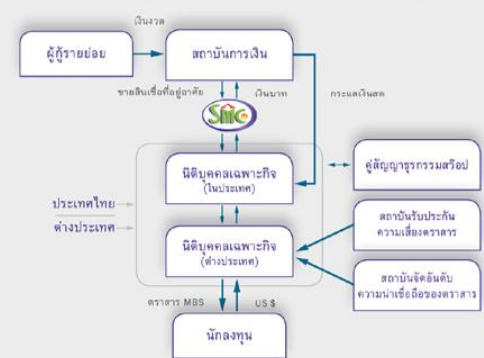 เงินงวด
ผู้กู้รายย่อย
สถาบันการเงิน
ขายสินเชื่อที่อยู่อาศัย
เงินบาท
กระแสเงินสด
SMC
นิติบุคคลเฉพาะกิจ
(ในประเทศ)
คู่สัญญาธุรกรรมสว๊อป
ประเทศไทย
ต่างประเทศ
นิติบุคคลเฉพาะกิจ
(ต่างประเทศ)
สถาบันรับประกัน
ความเสี่ยงตราสาร
สถาบันจัดอันดับ
ความน่าเชื่อถือของตราสาร
ตราสาร MBS
US $
นักลงทุน